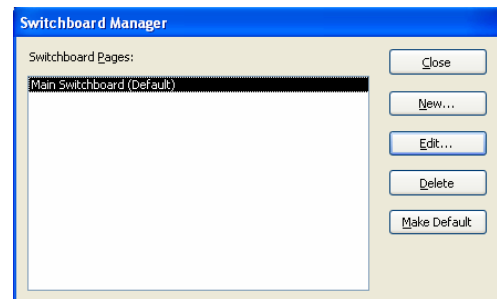 Switchboard Manager
Switchboard Pages:
Main Switchboard (Default)
Close
New...
Edit...
Delete
Make Default